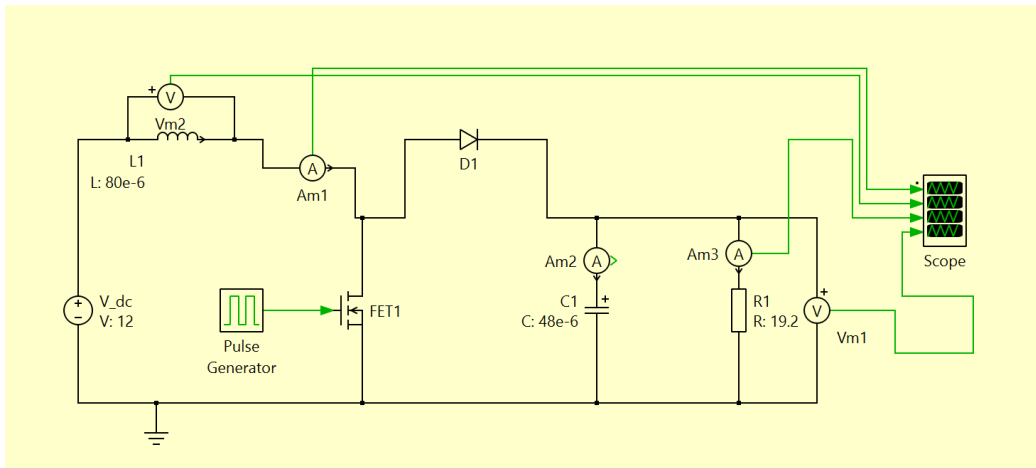 +
V
Vm2
L1
L: 80e-6
A
Am1
D1
V_dc
V: 12
+
−
Pulse
Generator
FET1
Am2
A
C1
C: 48e-6
+
Am3
A
R1
R: 19.2
+
V
Vm1
Scope